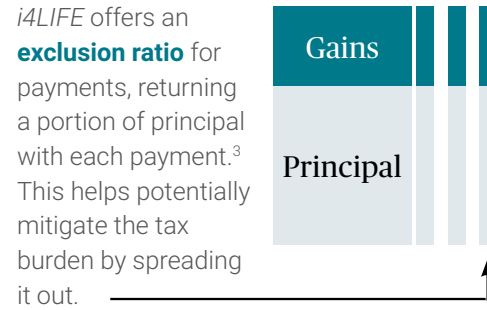 i4LIFE offers an
exclusion ratio for
payments, returning
a portion of principal
with each payment.³
This helps potentially
mitigate the tax
burden by spreading
it out.
Gains
Principal